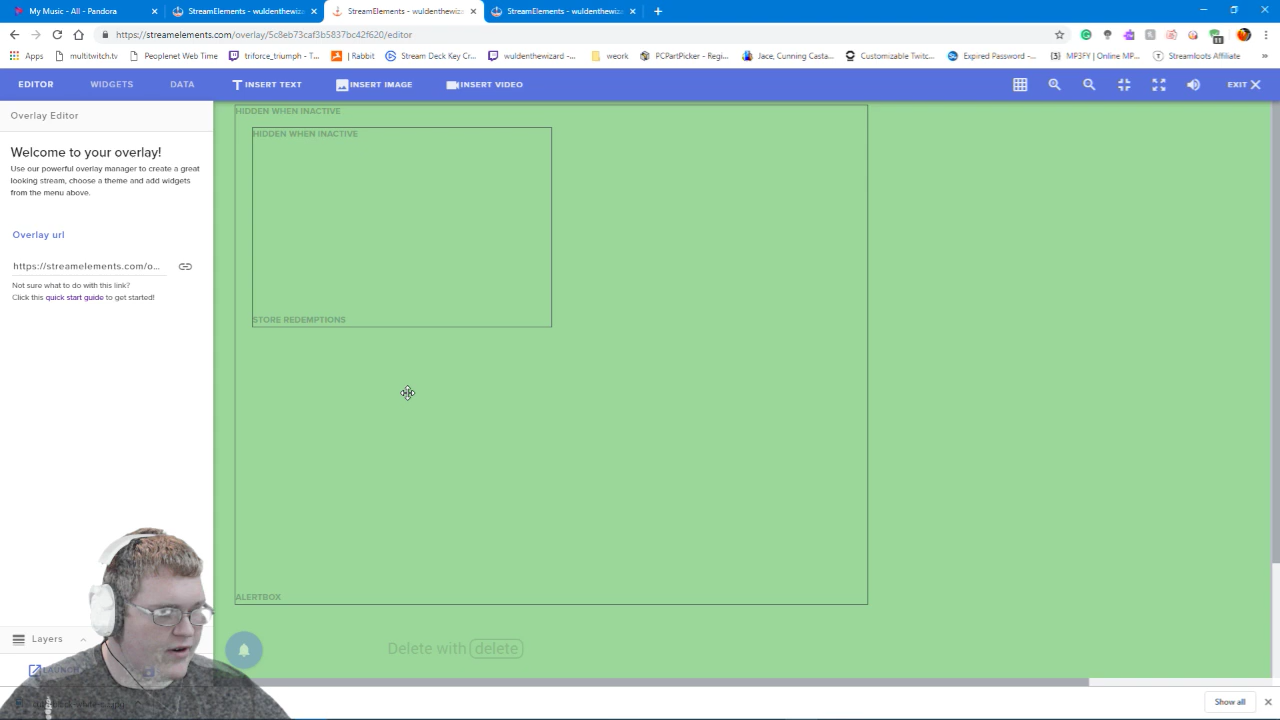 My Music - All - Pandora
StreamElements - wuldenthewiza
StreamElements - wuldenthewiza
StreamElements - wuldenthewiza
https://streamelements.com/overlay/5c8eb73caf3b5837bc42f620/editor
Apps
multitwitch.tv
Peoplenet Web Time
triforce_triumph - T...
| Rabbit
Stream Deck Key Cr...
wuldenthewizard -...
weork
PCPartPicker - Regi...
Jace, Cunning Casta...
Customizable Twitc...
Expired Password -...
MP3FY | Online MP...
Streamloots Affiliate
»
EDITOR
WIDGETS
DATA
INSERT TEXT
INSERT IMAGE
INSERT VIDEO
EXIT
Overlay Editor
Welcome to your overlay!
Use our powerful overlay manager to create a great
looking stream, choose a theme and add widgets
from the menu above.
Overlay url
https://streamelements.com/o...
Not sure what to do with this link?
Click this quick start guide to get started!
HIDDEN WHEN INACTIVE
HIDDEN WHEN INACTIVE
STORE REDEMPTIONS
ALERTBOX
Delete with delete
Layers
LAUNCH
Show all